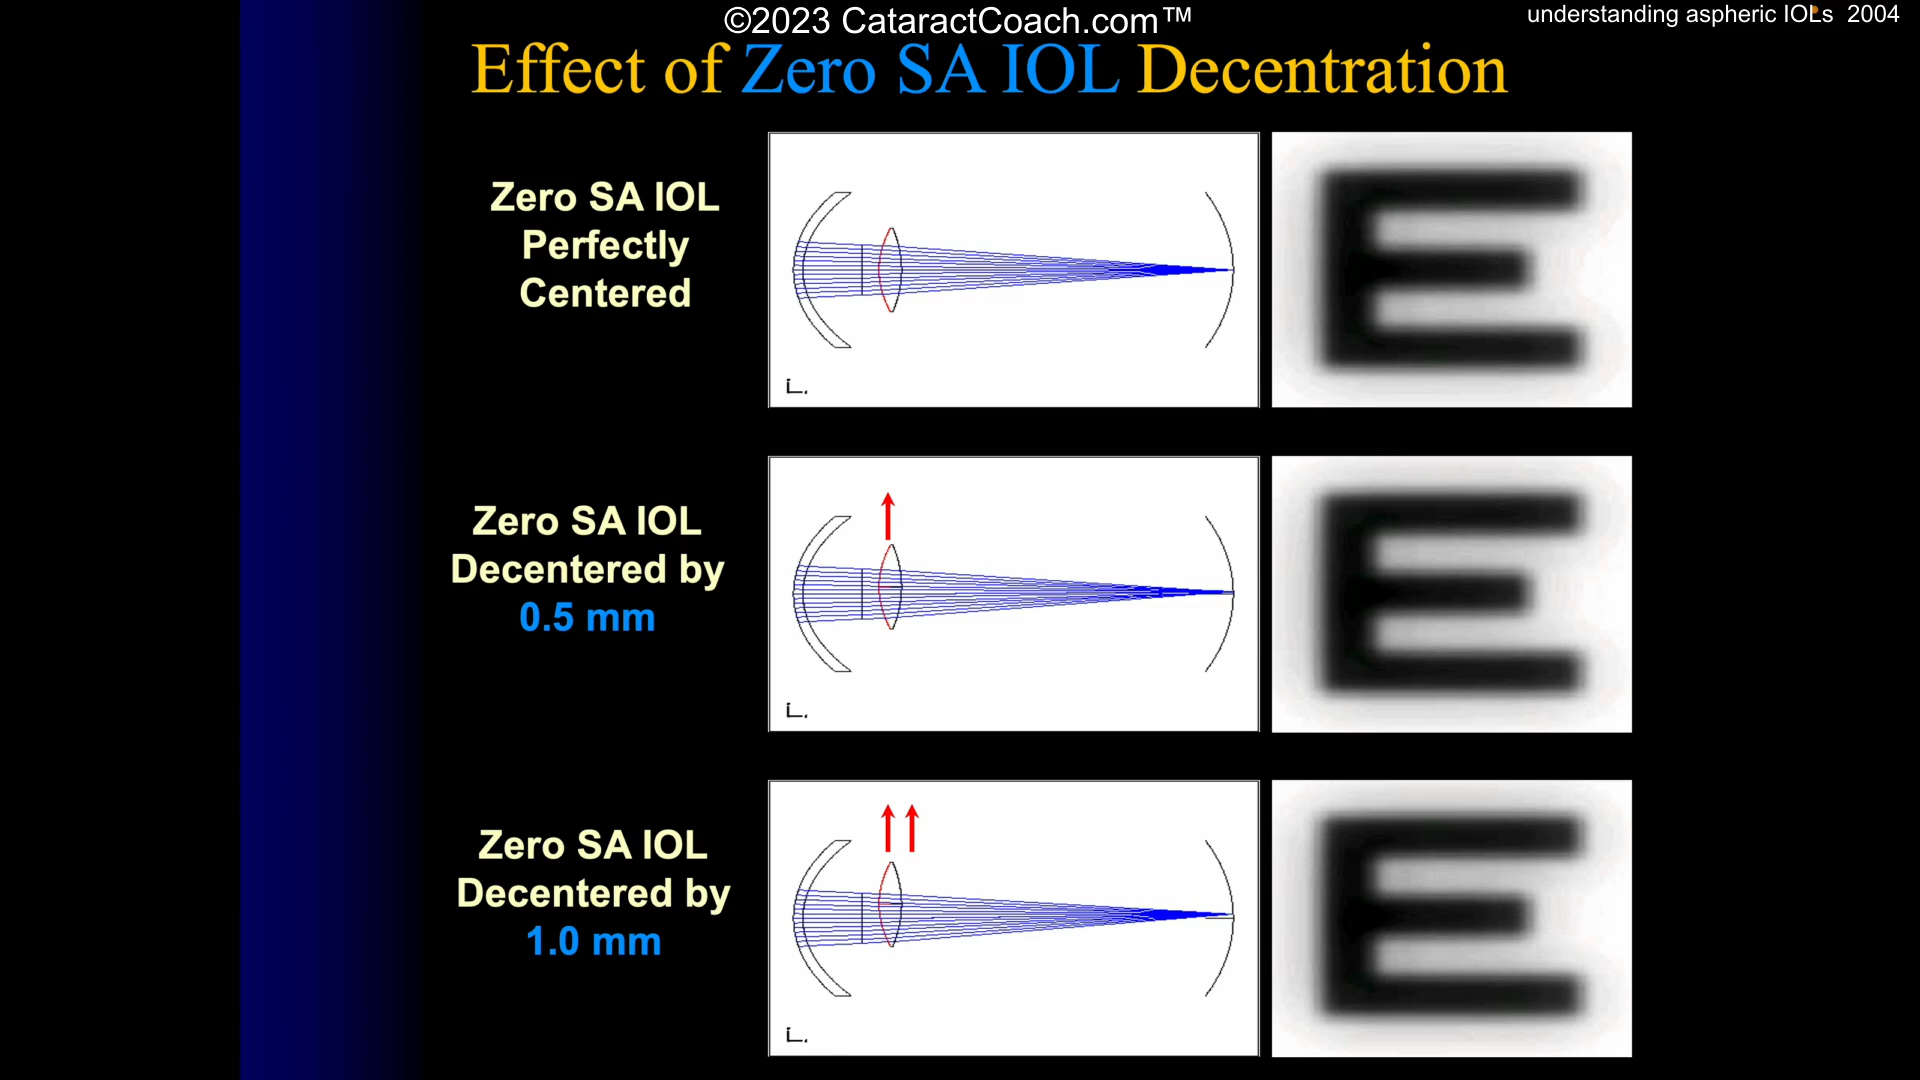 ©2023 CataractCoach.com™
understanding aspheric IOLs 2004
Effect of Zero SA IOL Decentration
Zero SA IOL
Perfectly
Centered
E
Zero SA IOL
Decentered by
0.5 mm
E
Zero SA IOL
Decentered by
1.0 mm
E